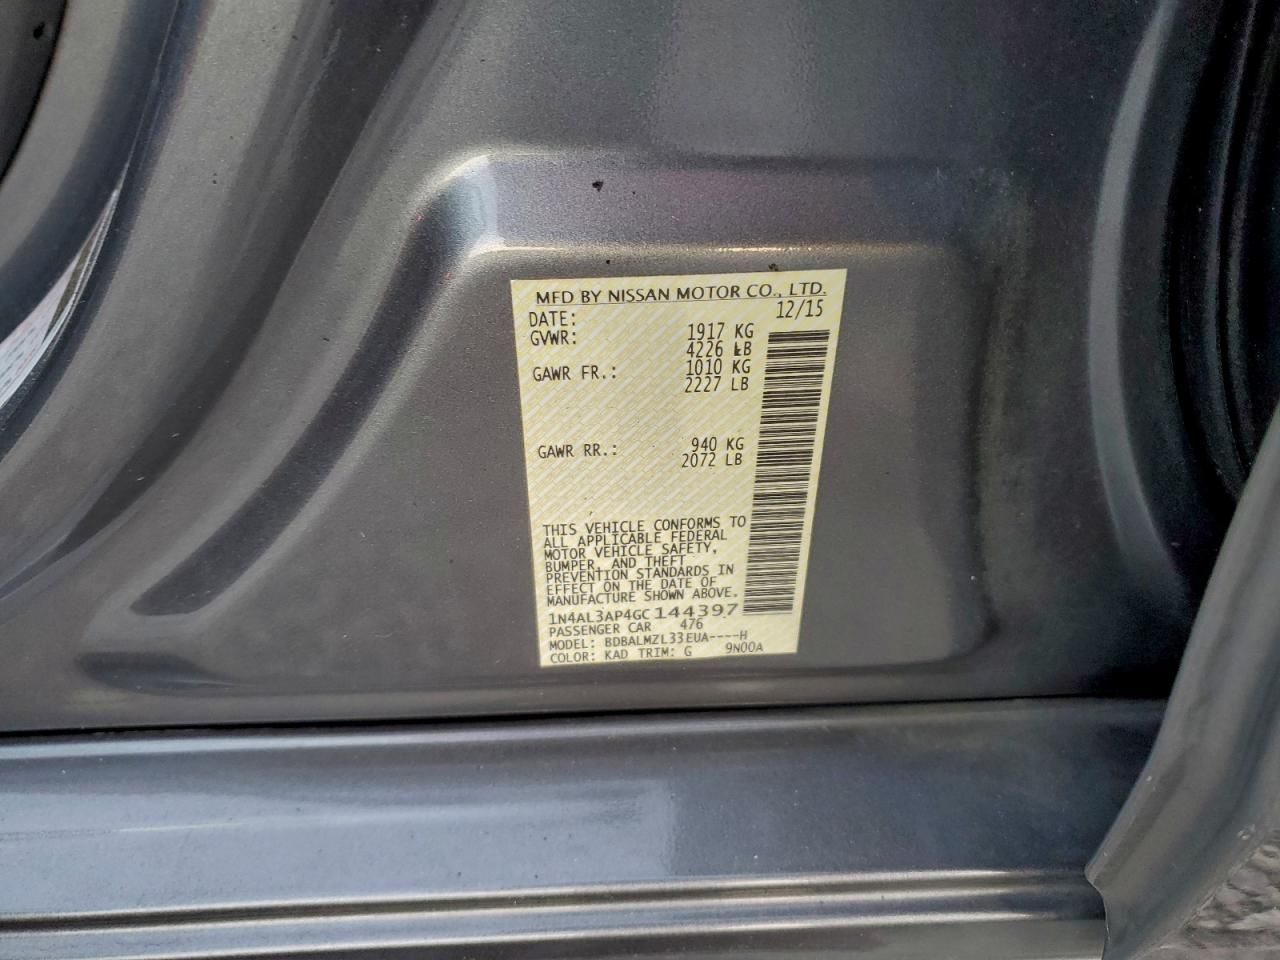 MFD BY NISSAN MOTOR CO., LTD.
DATE: 12/15
GVWR: 1917 KG
4226 LB
GAWR FR.: 1010 KG
2227 LB
GAWR RR.: 940 KG
2072 LB
THIS VEHICLE CONFORMS TO
ALL APPLICABLE FEDERAL
MOTOR VEHICLE SAFETY,
BUMPER, AND THEFT
PREVENTION STANDARDS IN
EFFECT ON THE DATE OF
MANUFACTURE SHOWN ABOVE.
1N4AL3AP4GC144397
PASSENGER CAR 476
MODEL: BDBALMZL33EUA----H
COLOR: KAD TRIM: G 9N00A